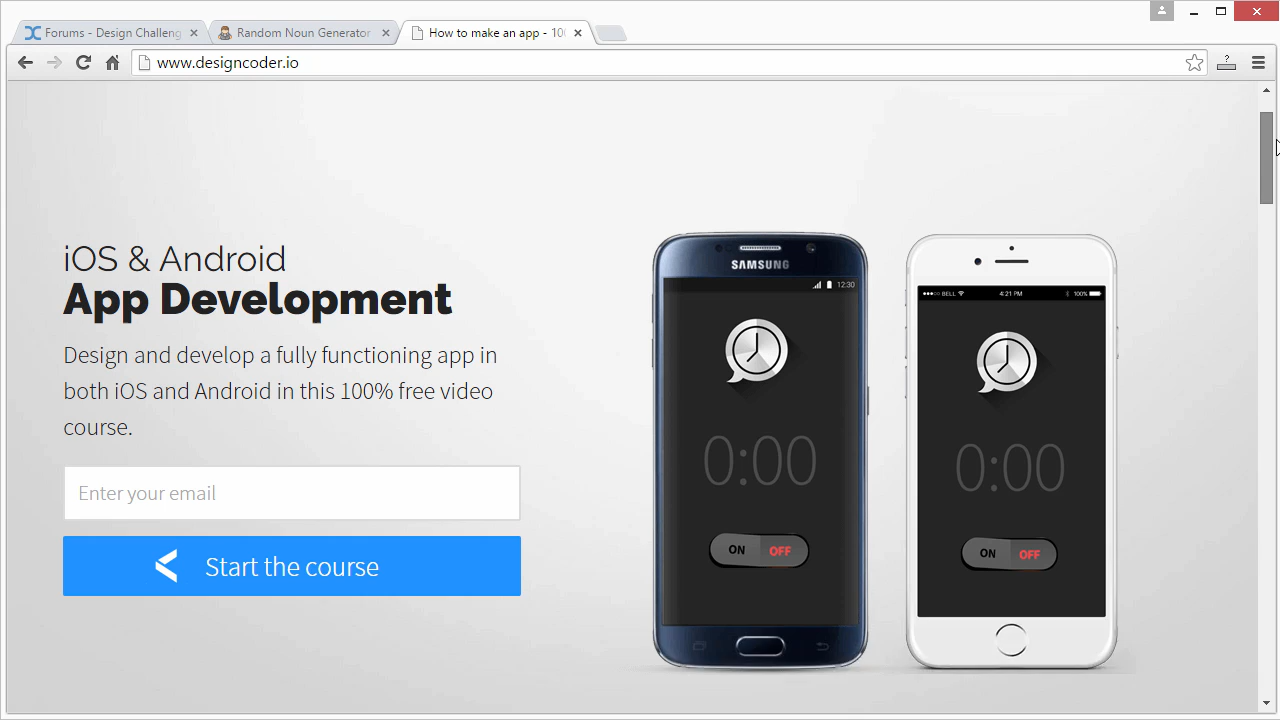 Forums - Design Challeng
Random Noun Generator
How to make an app - 10
www.designcoder.io
iOS & Android
App Development
Design and develop a fully functioning app in
both iOS and Android in this 100% free video
course.
Enter your email
Start the course
SAMSUNG
12:30
0:00
ON OFF
BELL 4:21 PM 100%
0:00
ON OFF